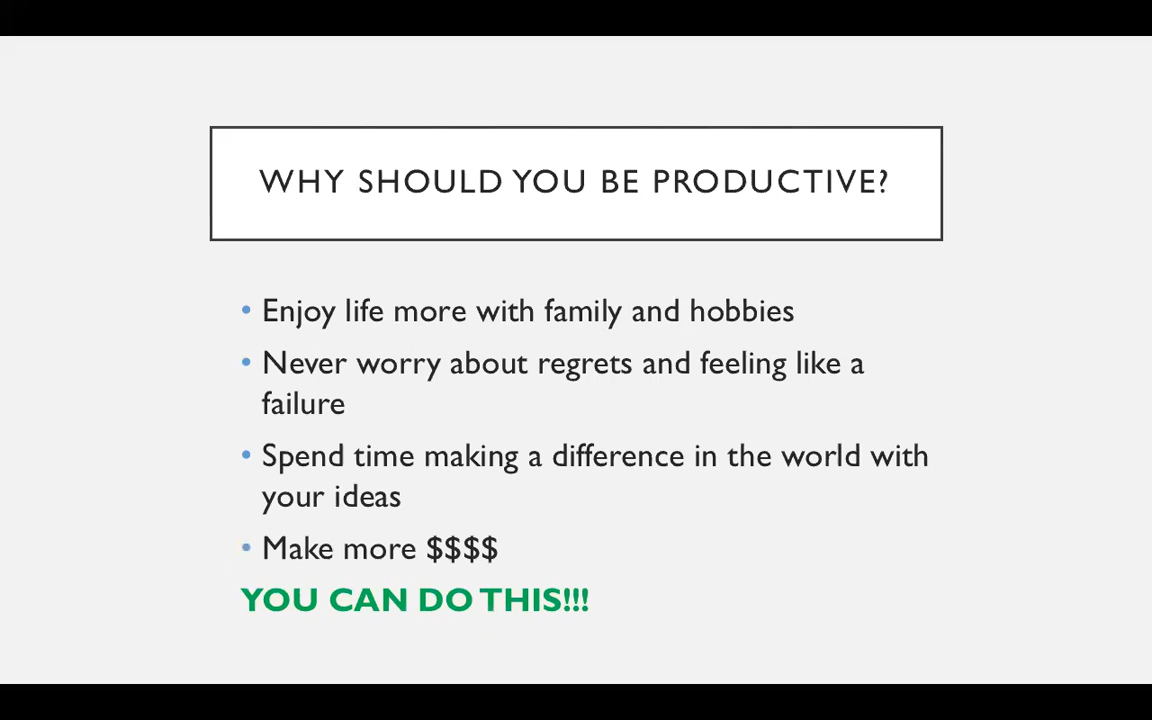 WHY SHOULD YOU BE PRODUCTIVE?
• Enjoy life more with family and hobbies
• Never worry about regrets and feeling like a
failure
• Spend time making a difference in the world with
your ideas
• Make more $$$$
YOU CAN DO THIS!!!